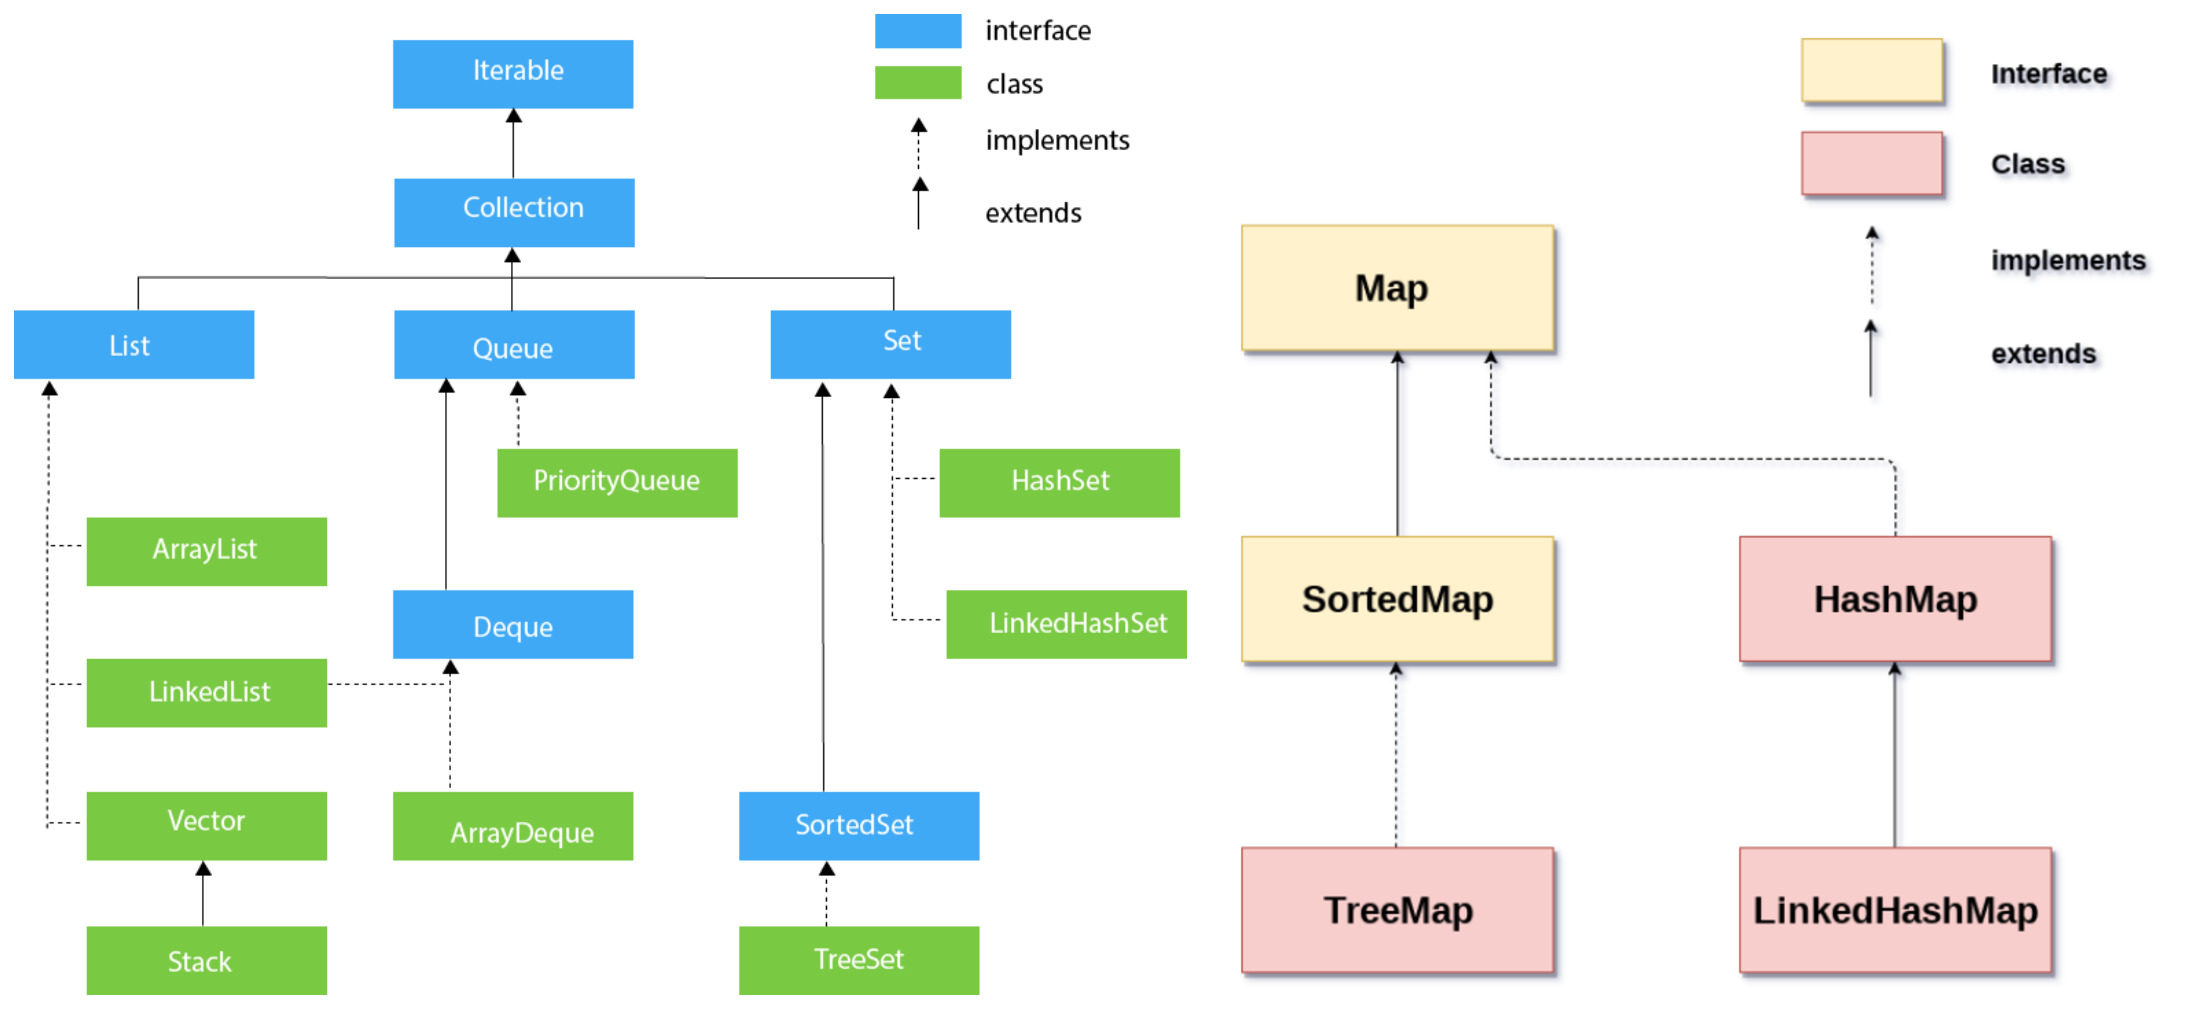 Iterable
interface
class
implements
extends
Collection
List
Queue
Set
PriorityQueue
HashSet
ArrayList
Deque
LinkedHashSet
LinkedList
Vector
ArrayDeque
SortedSet
Stack
TreeSet
Interface
Class
implements
extends
Map
SortedMap
HashMap
TreeMap
LinkedHashMap